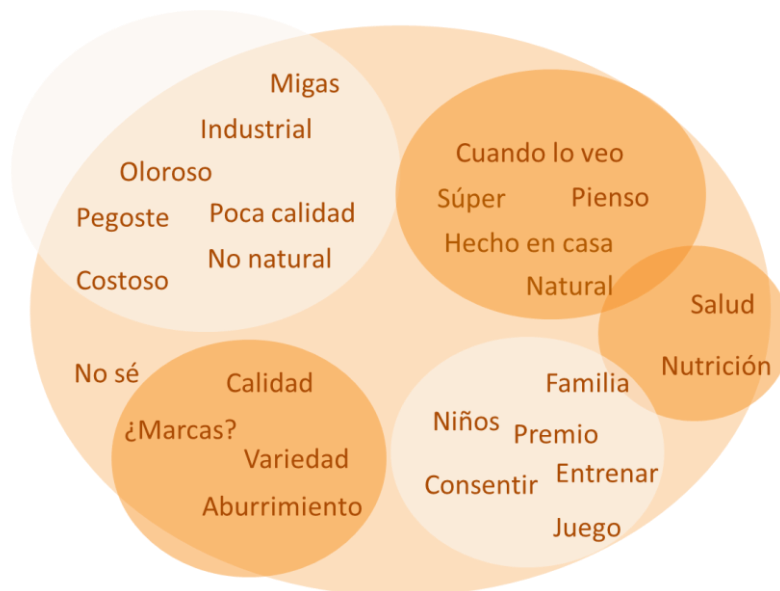 Migas
Industrial
Oloroso
Pegoste
Poca calidad
No natural
Costoso
Cuando lo veo
Súper
Pienso
Hecho en casa
Natural
Salud
Nutrición
No sé
Calidad
¿Marcas?
Variedad
Aburrimiento
Familia
Niños
Premio
Consentir
Entrenar
Juego